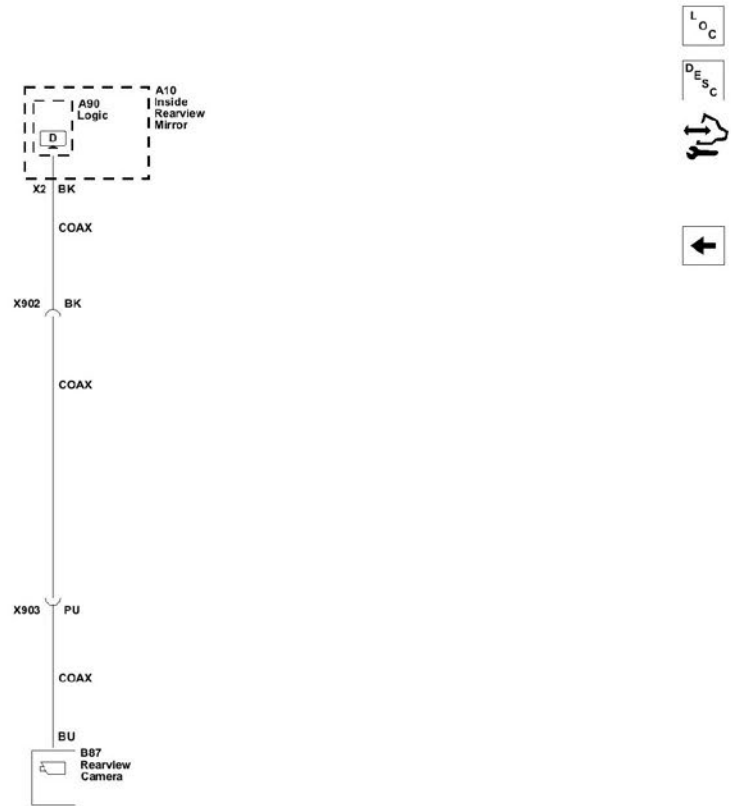 LOC
DESC
A10
Inside
Rearview
Mirror
A90
Logic
D
X2 BK
COAX
X902 BK
COAX
X903 PU
COAX
BU
B87
Rearview
Camera